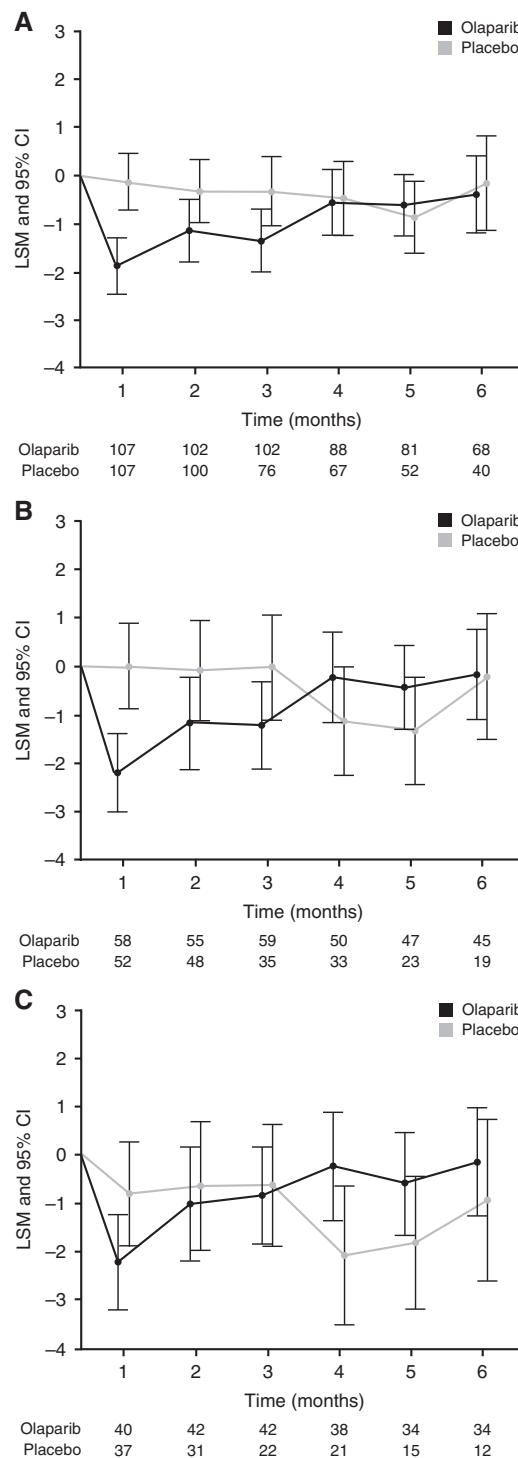 A
Olaparib
Placebo
3
2
1
0
–1
–2
–3
–4
LSM and 95% CI
1 2 3 4 5 6
Time (months)
Olaparib 107 102 102 88 81 68
Placebo 107 100 76 67 52 40
B
Olaparib
Placebo
3
2
1
0
–1
–2
–3
–4
LSM and 95% CI
1 2 3 4 5 6
Time (months)
Olaparib 58 55 59 50 47 45
Placebo 52 48 35 33 23 19
C
Olaparib
Placebo
3
2
1
0
–1
–2
–3
–4
LSM and 95% CI
1 2 3 4 5 6
Time (months)
Olaparib 40 42 42 38 34 34
Placebo 37 31 22 21 15 12